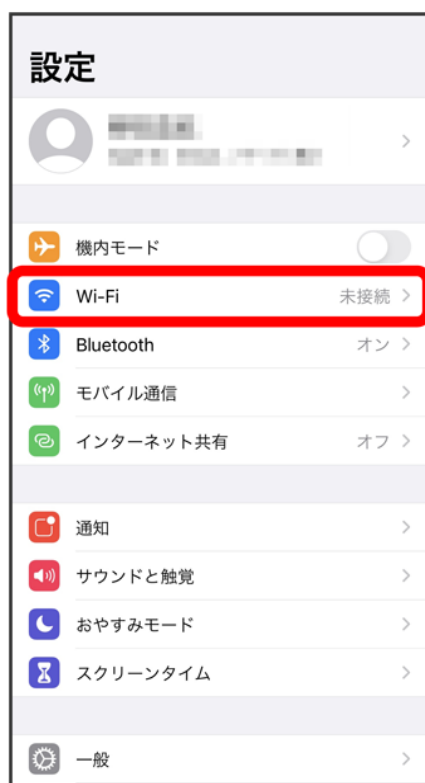 設定
機内モード
Wi-Fi 未接続
Bluetooth オン
モバイル通信
インターネット共有 オフ
通知
サウンドと触覚
おやすみモード
スクリーンタイム
一般